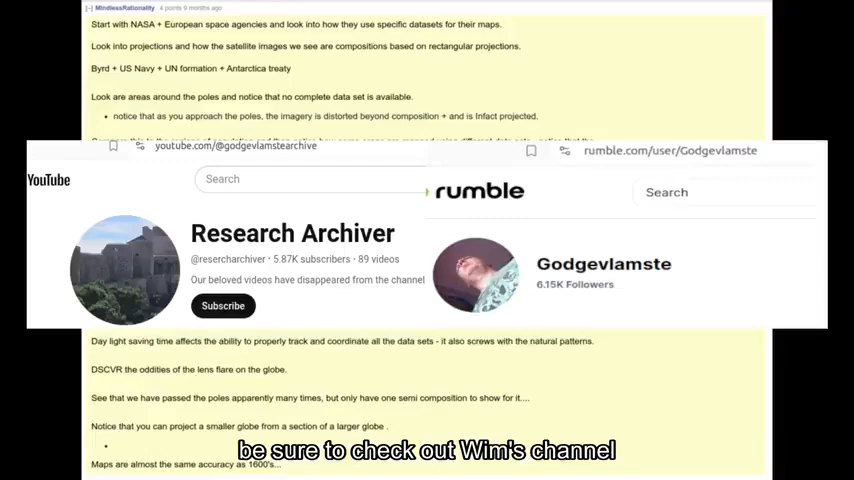 [-] MindlessRationality 4 points 9 months ago
Start with NASA + European space agencies and look into how they use specific datasets for their maps.
Look into projections and how the satellite images we see are compositions based on rectangular projections.
Byrd + US Navy + UN formation + Antarctica treaty
Look are areas around the poles and notice that no complete data set is available.
• notice that as you approach the poles, the imagery is distorted beyond composition + and is Infact projected.
youtube.com/@godgevlamstearchive
YouTube
Search
Research Archiver
@resercharchiver • 5.87K subscribers • 89 videos
Our beloved videos have disappeared from the channel
Subscribe
rumble.com/user/Godgevlamste
rumble
Search
Godgevlamste
6.15K Followers
Day light saving time affects the ability to properly track and coordinate all the data sets - it also screws with the natural patterns.
DSCVR the oddities of the lens flare on the globe.
See that we have passed the poles apparently many times, but only have one semi composition to show for it....
Notice that you can project a smaller globe from a section of a larger globe .
•
be sure to check out Wim's channel
Maps are almost the same accuracy as 1600's...